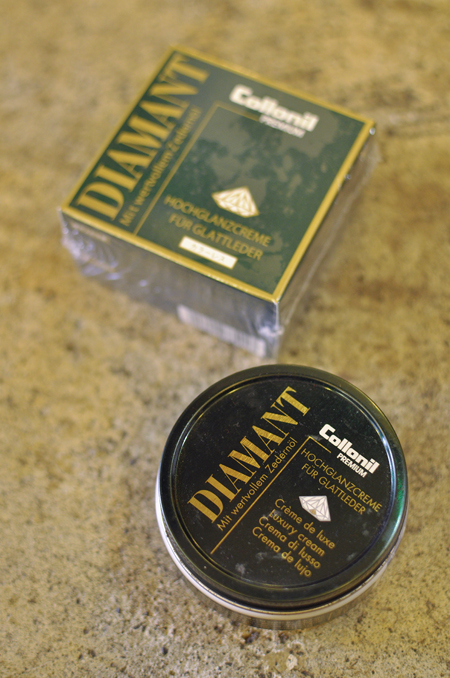 DIAMANT
Mit wertvollem Zedernöl
Collonil
PREMIUM
HOCHGLANZCREME
FÜR GLATTLEDER
DIAMANT
Mit wertvollem Zedernöl
Collonil
PREMIUM
HOCHGLANZCREME
FÜR GLATTLEDER
Crème de luxe
Luxury cream
Crema di lusso
Crema de lujo